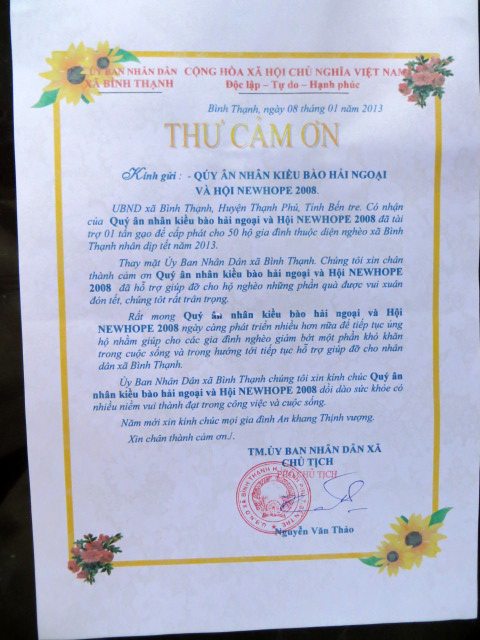 ỦY BAN NHÂN DÂN CỘNG HÒA XÃ HỘI CHỦ NGHĨA VIỆT NAM
XÃ BÌNH THẠNH Độc lập – Tự do – Hạnh phúc
Bình Thạnh, ngày 08 tháng 01 năm 2013
THƯ CẢM ƠN
Kính gửi : - QÚY ÂN NHÂN KIỀU BÀO HẢI NGOẠI
VÀ HỘI NEWHOPE 2008.
UBND xã Bình Thạnh, Huyện Thạnh Phú, Tỉnh Bến tre. Có nhận
của Quý ân nhân kiều bào hải ngoại và Hội NEWHOPE 2008 đã tài
trợ 01 tấn gạo để cấp phát cho 50 hộ gia đình thuộc diện nghèo xã Bình
Thạnh nhân dịp tết năm 2013.
Thay mặt Ủy Ban Nhân Dân xã Bình Thạnh. Chúng tôi xin chân
thành cảm ơn Quý ân nhân kiều bào hải ngoại và Hội NEWHOPE
2008 đã hỗ trợ giúp đỡ cho hộ nghèo những phần quà được vui xuân
đón tết, chúng tôt rất trân trọng.
Rất mong Quý ân nhân kiều bào hải ngoại và Hội
NEWHOPE 2008 ngày càng phát triển nhiều hơn nữa để tiếp tục ủng
hộ nhằm giúp cho các gia đình nghèo giảm bớt một phần khó khăn
trong cuộc sống và trong hướng tới tiếp tục hỗ trợ giúp đỡ cho nhân
dân xã Bình Thạnh.
Ủy Ban Nhân Dân xã Bình Thạnh chúng tôi xin kính chúc Quý ân
nhân kiều bào hải ngoại và Hội NEWHOPE 2008 dồi dào sức khỏe có
nhiều niềm vui thành đạt trong công việc và cuộc sống.
Năm mới xin kính chúc mọi gia đình An khang Thịnh vượng.
Xin chân thành cảm ơn./.
TM.ỦY BAN NHÂN DÂN XÃ
CHỦ TỊCH
CHỦ TỊCH
Nguyễn Văn Thảo